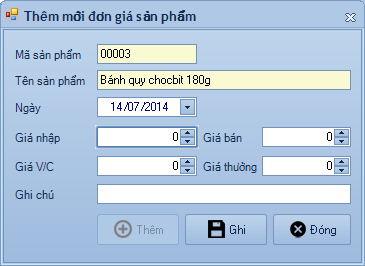 Thêm mới đơn giá sản phẩm
Mã sản phẩm 00003
Tên sản phẩm Bánh quy chocbit 180g
Ngày 14/07/2014
Giá nhập 0 Giá bán 0
Giá V/C 0 Giá thưởng 0
Ghi chú
Thêm Ghi Đóng